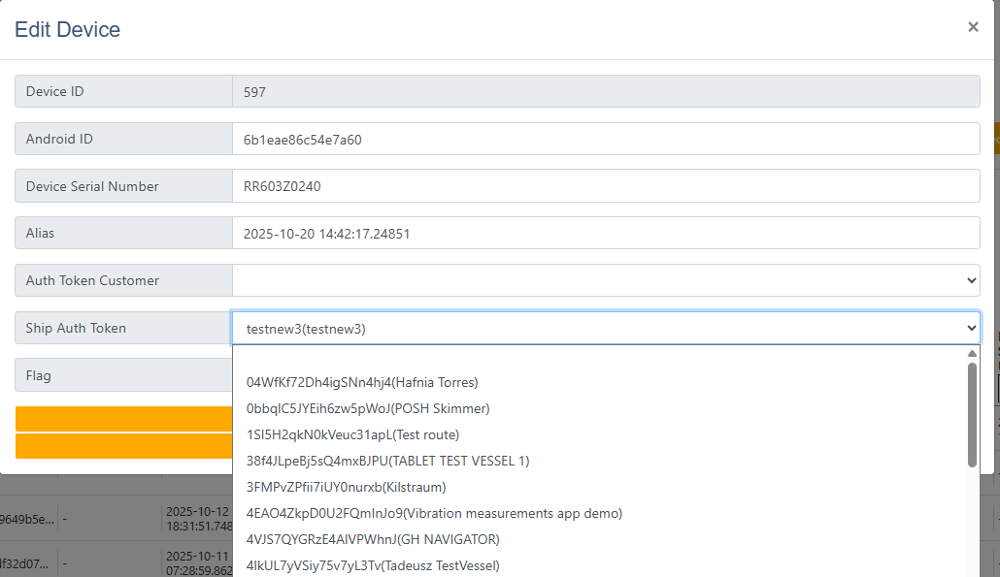 Edit Device
×
Device ID 597
Android ID 6b1eae86c54e7a60
Device Serial Number RR603Z0240
Alias 2025-10-20 14:42:17.24851
Auth Token Customer
Ship Auth Token testnew3(testnew3)
Flag
04WfKf72Dh4igSNn4hj4(Hafnia Torres)
0bbqIC5JYEih6zw5pWoJ(POSH Skimmer)
1SI5H2qkN0kVeuc31apL(Test route)
38f4JLpeBj5sQ4mxBJPU(TABLET TEST VESSEL 1)
3FMPvZPfii7iUY0nurxb(Kilstraum)
4EAO4ZkpD0U2FQmInJo9(Vibration measurements app demo)
4VJS7QYGRzE4AIVPWhnJ(GH NAVIGATOR)
4IkUL7yVSiy75v7yL3Tv(Tadeusz TestVessel)
9649b5e... - 2025-10-12
18:31:51.748
lf32d07... - 2025-10-11
07:28:59.862